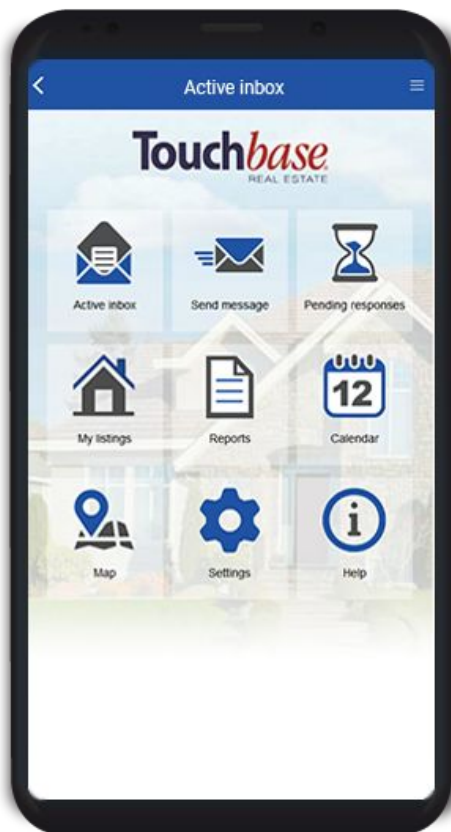 Active inbox
Touchbase
REAL ESTATE
Active inbox
Send message
Pending responses
My listings
Reports
12
Calendar
Map
Settings
i
Help